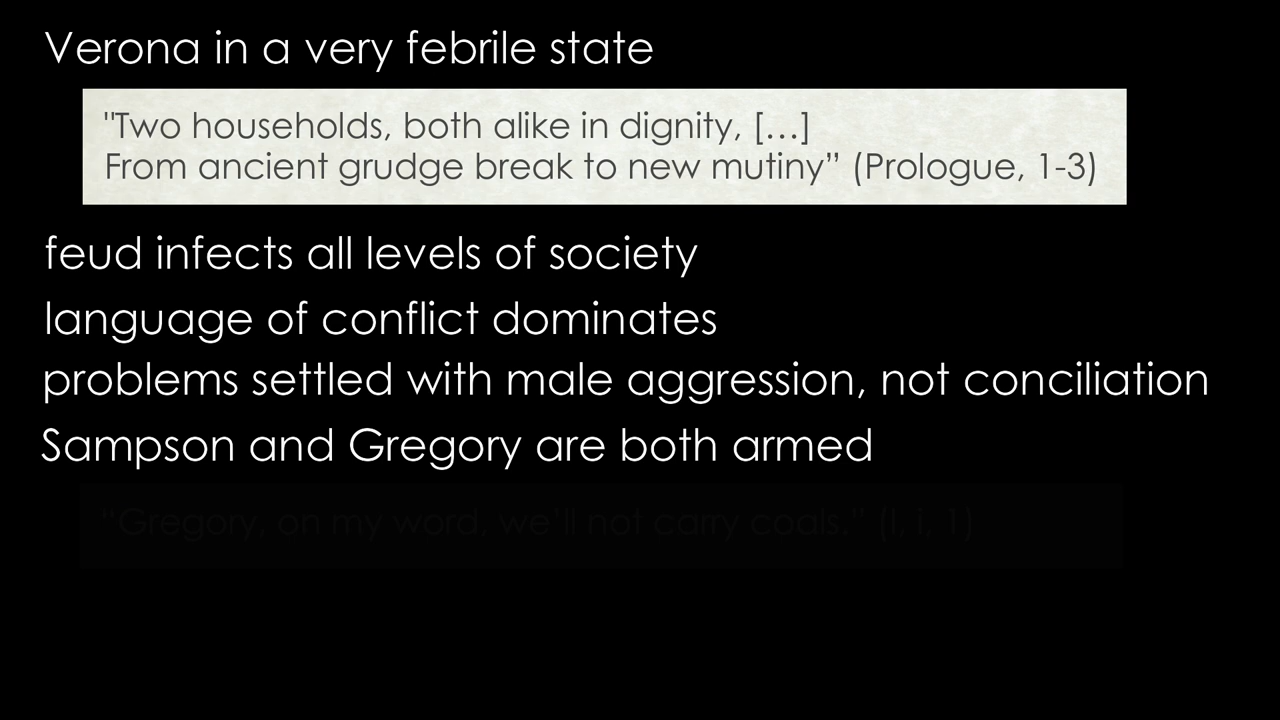 Verona in a very febrile state
"Two households, both alike in dignity, […]
From ancient grudge break to new mutiny” (Prologue, 1-3)
feud infects all levels of society
language of conflict dominates
problems settled with male aggression, not conciliation
Sampson and Gregory are both armed
“Gregory, on my word, we’ll not carry coals.” (I, i, 1)